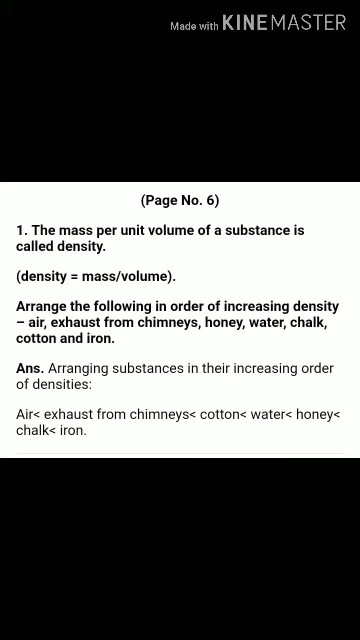 Made with KINEMASTER
(Page No. 6)
1. The mass per unit volume of a substance is
called density.
(density = mass/volume).
Arrange the following in order of increasing density
– air, exhaust from chimneys, honey, water, chalk,
cotton and iron.
Ans. Arranging substances in their increasing order
of densities:
Air< exhaust from chimneys< cotton< water< honey<
chalk< iron.